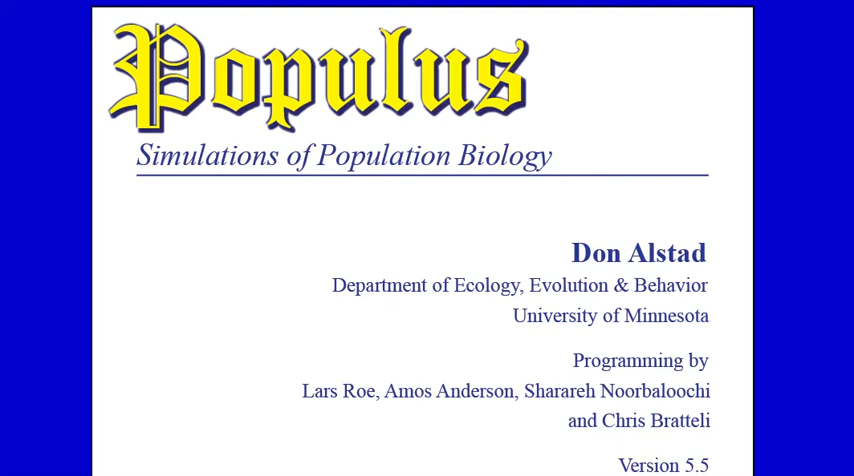 Populus
Simulations of Population Biology
Don Alstad
Department of Ecology, Evolution & Behavior
University of Minnesota
Programming by
Lars Roe, Amos Anderson, Sharareh Noorbaloochi
and Chris Bratteli
Version 5.5